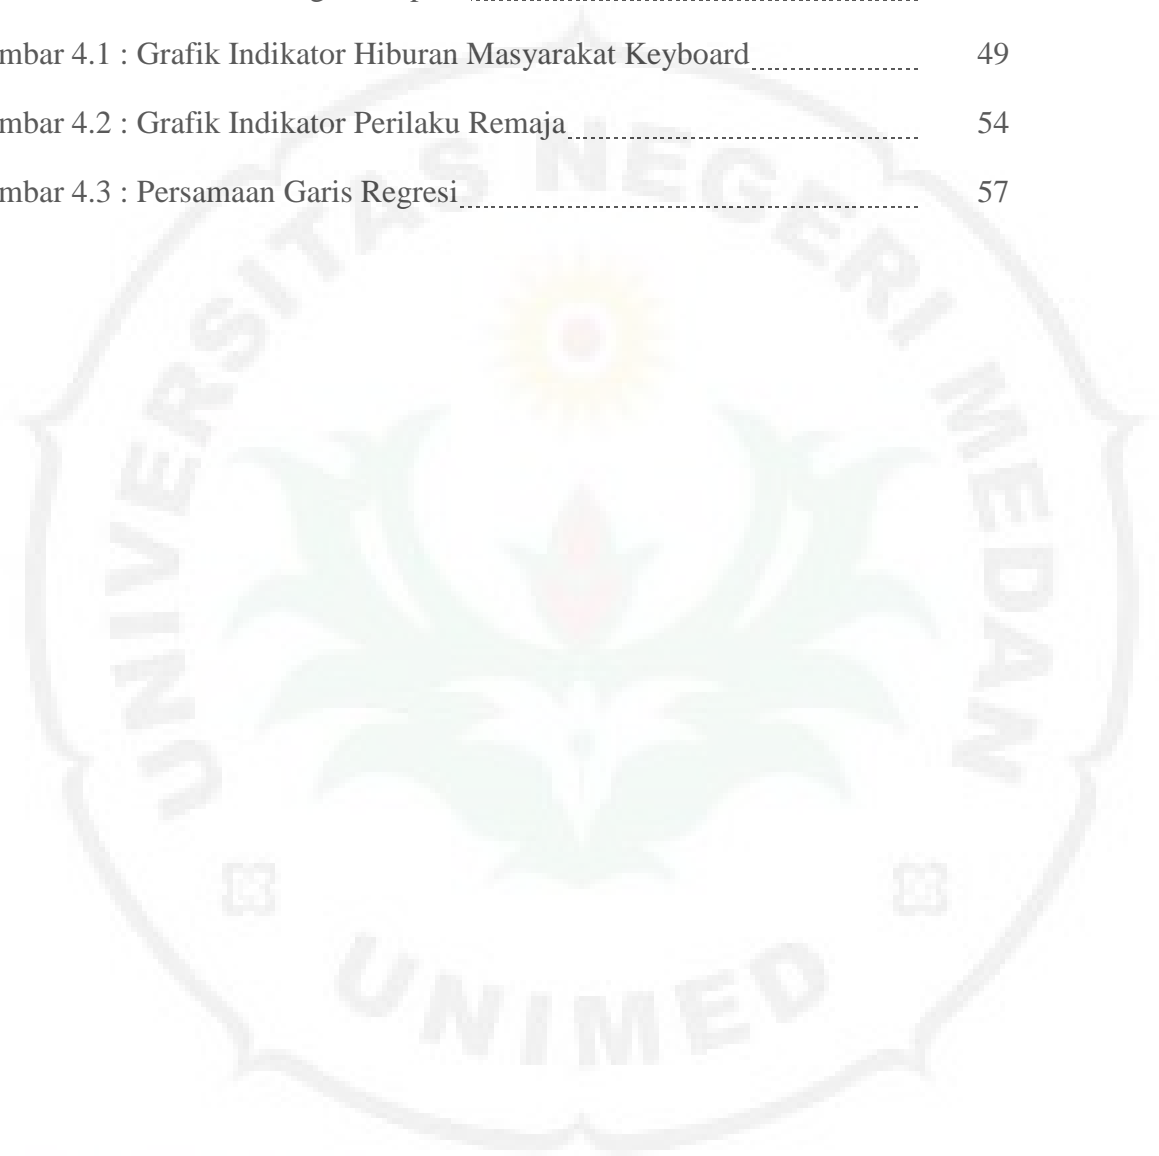 mbar 4.1 : Grafik Indikator Hiburan Masyarakat Keyboard 49
mbar 4.2 : Grafik Indikator Perilaku Remaja 54
mbar 4.3 : Persamaan Garis Regresi 57
UNIVERSITAS NEGERI MEDAN
UNIMED